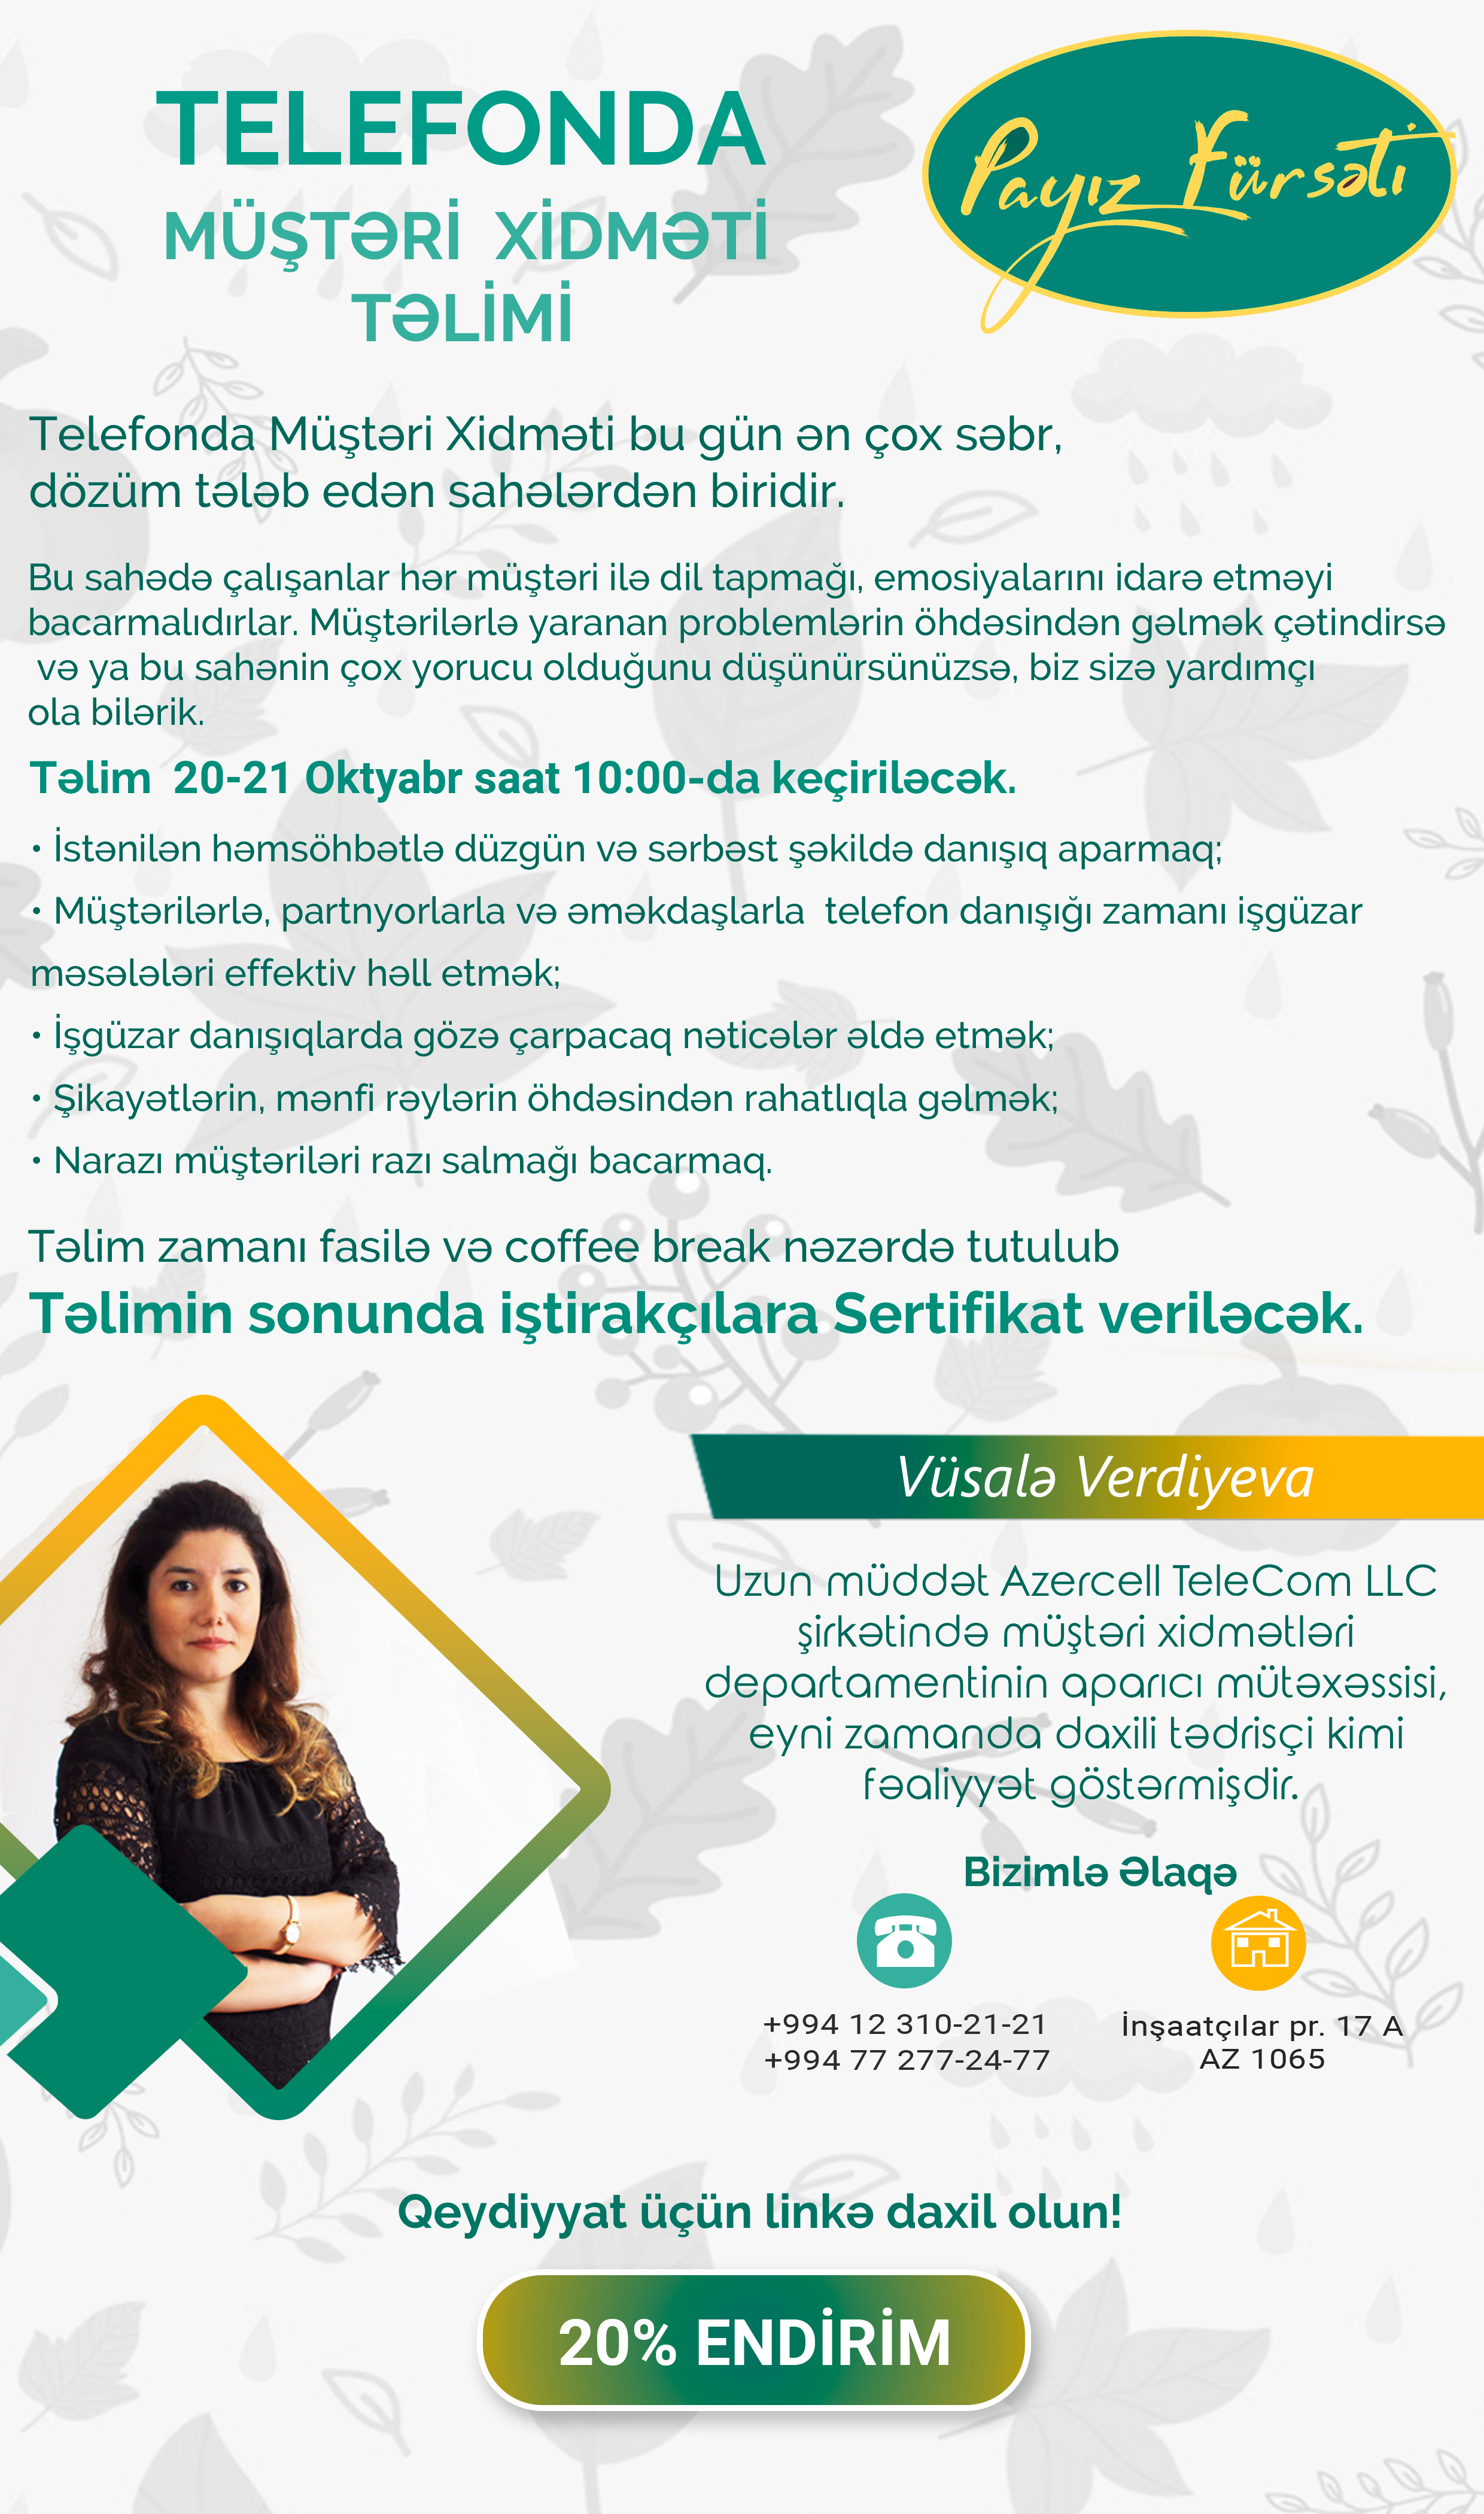 TELEFONDA
MÜŞTƏRİ XİDMƏTİ
TƏLİMİ
Payız Fürsəti
Telefonda Müştəri Xidməti bu gün ən çox səbr,
dözüm tələb edən sahələrdən biridir.
Bu sahədə çalışanlar hər müştəri ilə dil tapmağı, emosiyalarını idarə etməyi
bacarmalıdırlar. Müştərilərlə yaranan problemlərin öhdəsindən gəlmək çətindirsə
və ya bu sahənin çox yorucu olduğunu düşünürsünüzsə, biz sizə yardımçı
ola bilərik.
Təlim 20-21 Oktyabr saat 10:00-da keçiriləcək.
• İstənilən həmsöhbətlə düzgün və sərbəst şəkildə danışıq aparmaq;
• Müştərilərlə, partnyorlarla və əməkdaşlarla telefon danışığı zamanı işgüzar
məsələləri effektiv həll etmək;
• İşgüzar danışıqlarda gözə çarpacaq nəticələr əldə etmək;
• Şikayətlərin, mənfi rəylərin öhdəsindən rahatlıqla gəlmək;
• Narazı müştəriləri razı salmağı bacarmaq.
Təlim zamanı fasilə və coffee break nəzərdə tutulub
Təlimin sonunda iştirakçılara Sertifikat veriləcək.
Vüsalə Verdiyeva
Uzun müddət Azercell TeleCom LLC
şirkətində müştəri xidmətləri
departamentinin aparıcı mütəxəssisi,
eyni zamanda daxili tədrisçi kimi
fəaliyyət göstərmişdir.
Bizimlə Əlaqə
+994 12 310-21-21
+994 77 277-24-77
İnşaatçılar pr. 17 A
AZ 1065
Qeydiyyat üçün linkə daxil olun!
20% ENDİRİM